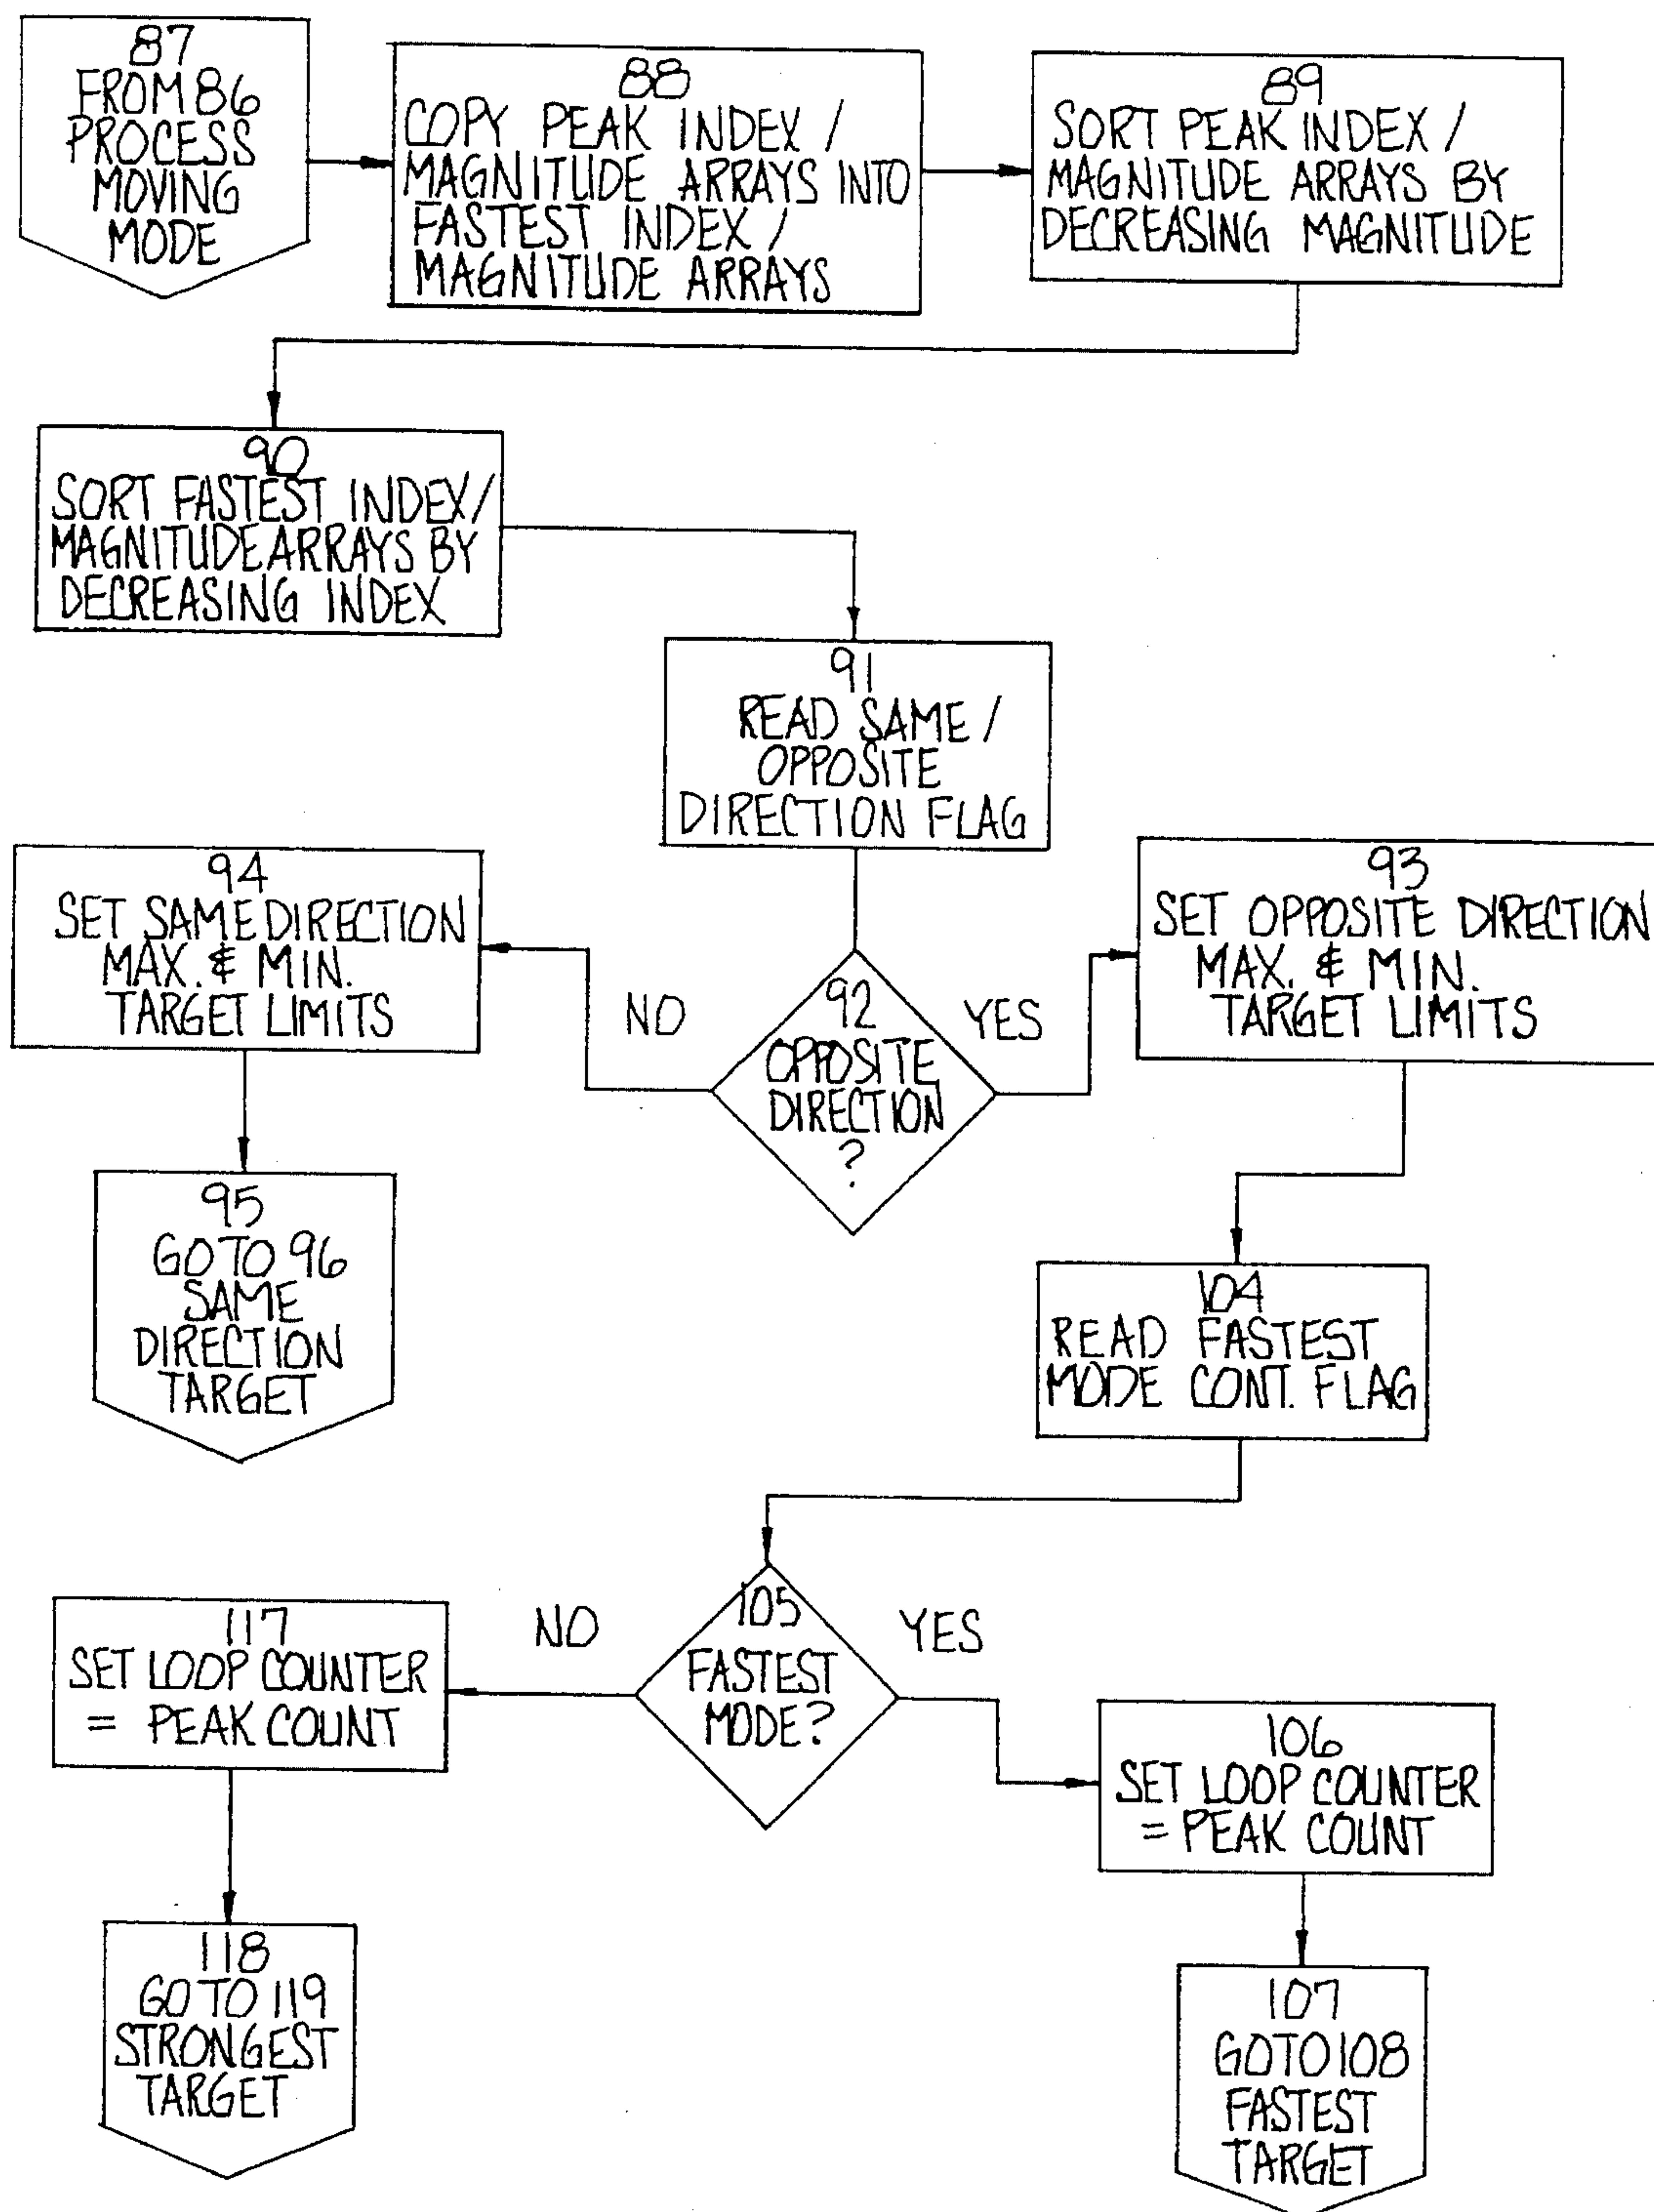 87
FROM 86
PROCESS
MOVING
MODE
88
COPY PEAK INDEX /
MAGNITUDE ARRAYS INTO
FASTEST INDEX /
MAGNITUDE ARRAYS
89
SORT PEAK INDEX /
MAGNITUDE ARRAYS BY
DECREASING MAGNITUDE
90
SORT FASTEST INDEX/
MAGNITUDE ARRAYS BY
DECREASING INDEX
91
READ SAME /
OPPOSITE
DIRECTION FLAG
92
OPPOSITE
DIRECTION
?
NO
YES
94
SET SAME DIRECTION
MAX. & MIN.
TARGET LIMITS
93
SET OPPOSITE DIRECTION
MAX. & MIN.
TARGET LIMITS
95
GO TO 96
SAME
DIRECTION
TARGET
104
READ FASTEST
MODE CONT. FLAG
105
FASTEST
MODE?
NO
YES
117
SET LOOP COUNTER
= PEAK COUNT
106
SET LOOP COUNTER
= PEAK COUNT
118
GO TO 119
STRONGEST
TARGET
107
GO TO 108
FASTEST
TARGET